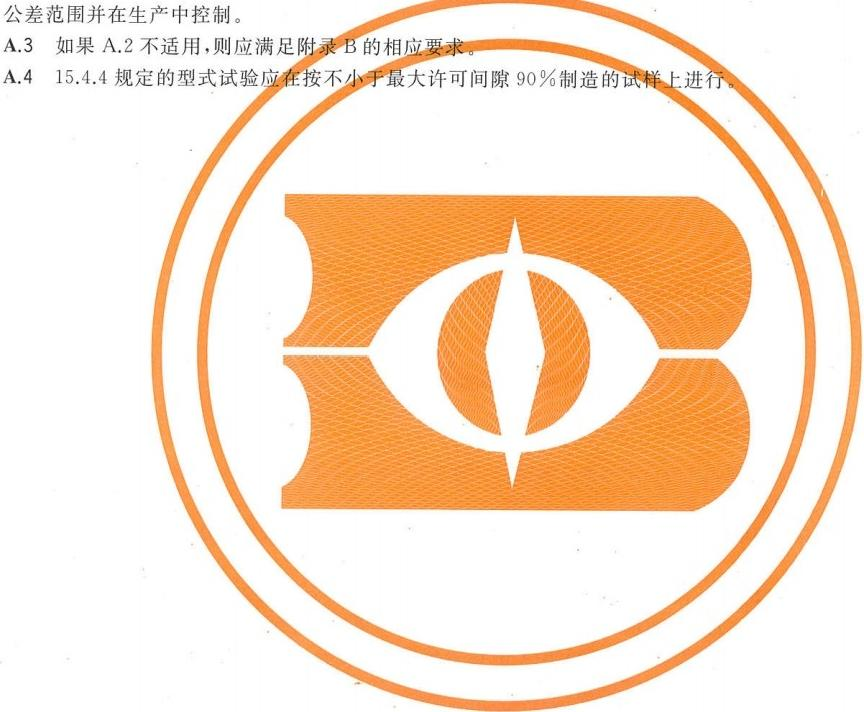 公差范围并在生产中控制。
A.3 如果 A.2 不适用,则应满足附录 B 的相应要求。
A.4 15.4.4 规定的型式试验应在按不小于最大许可间隙 90%制造的试样上进行。